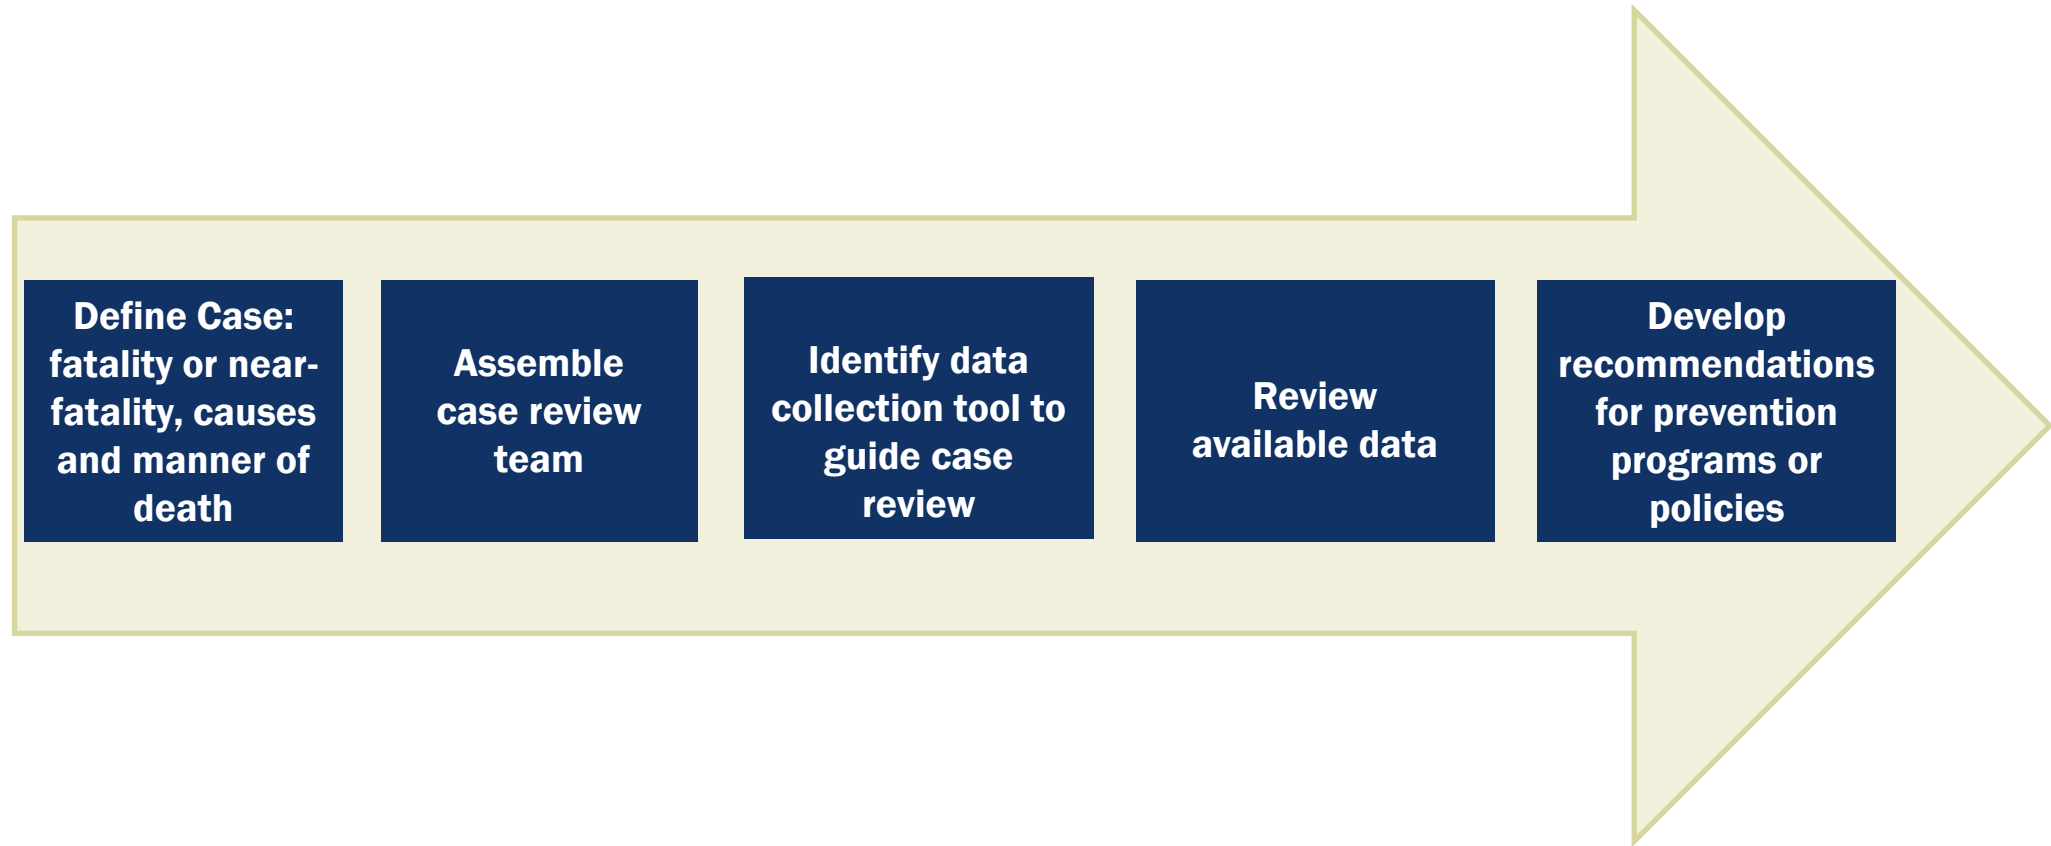 Define Case:
fatality or near-
fatality, causes
and manner of
death
Assemble
case review
team
Identify data
collection tool to
guide case
review
Review
available data
Develop
recommendations
for prevention
programs or
policies